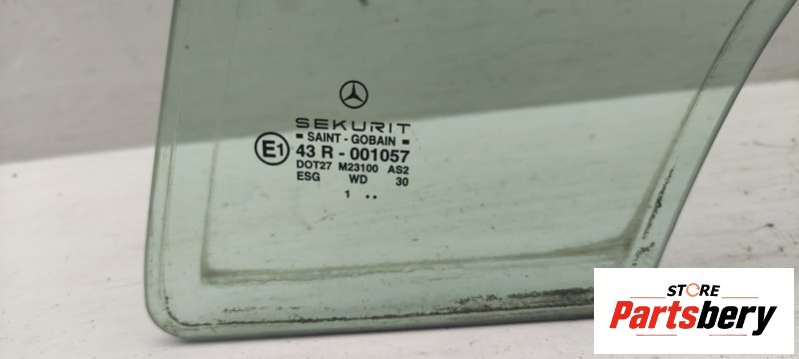 SEKURIT
SAINT - GOBAIN
E1 43 R - 001057
DOT27 M23100 AS2
ESG WD 30
1 ..
STORE
Partsbery